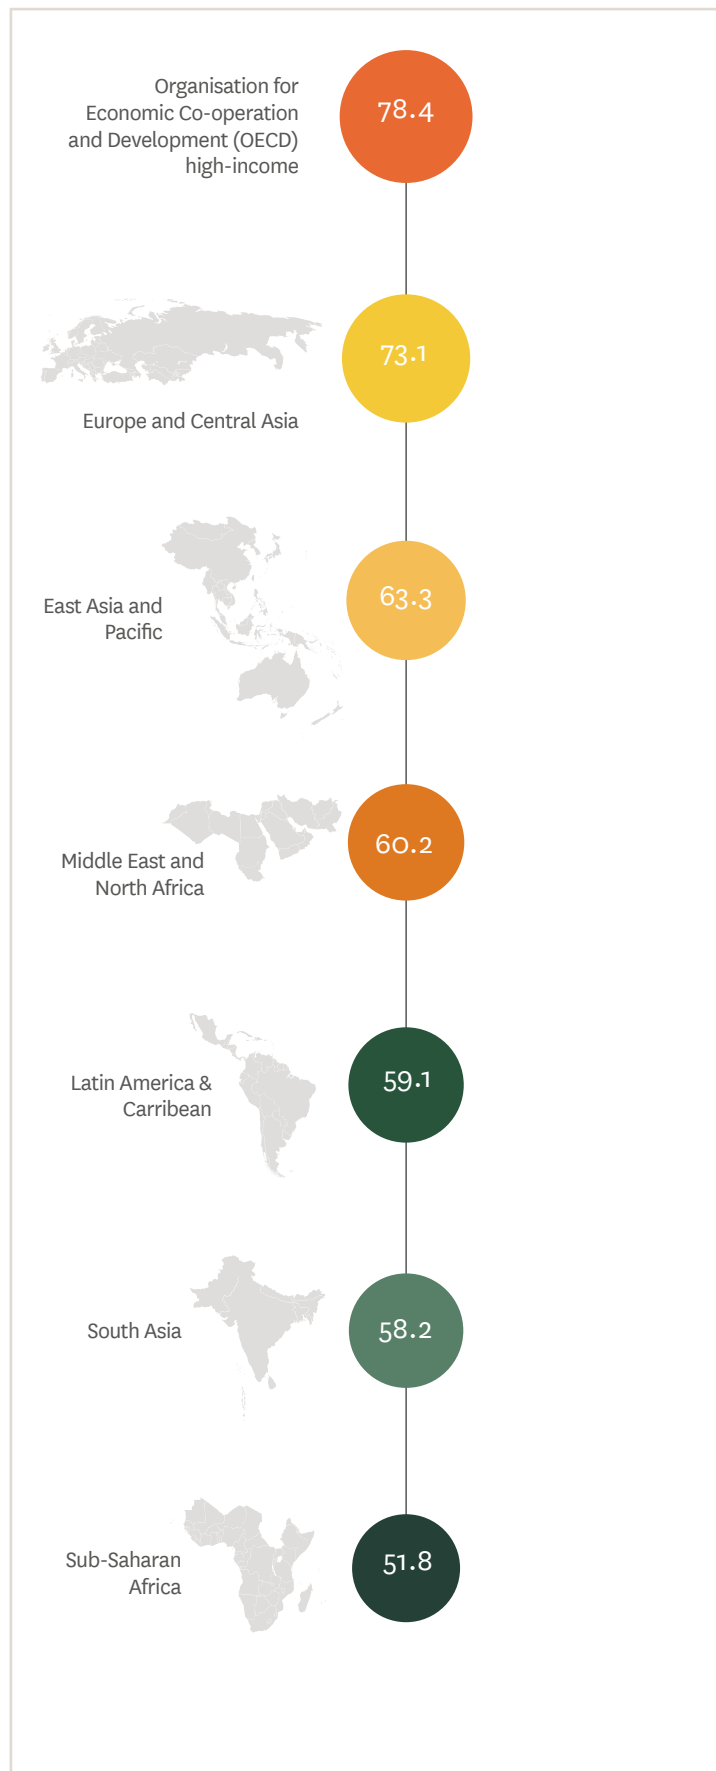 Organisation for
Economic Co-operation
and Development (OECD)
high-income
78.4
73.1
Europe and Central Asia
East Asia and
Pacific
63.3
Middle East and
North Africa
60.2
Latin America &
Carribean
59.1
South Asia
58.2
Sub-Saharan
Africa
51.8